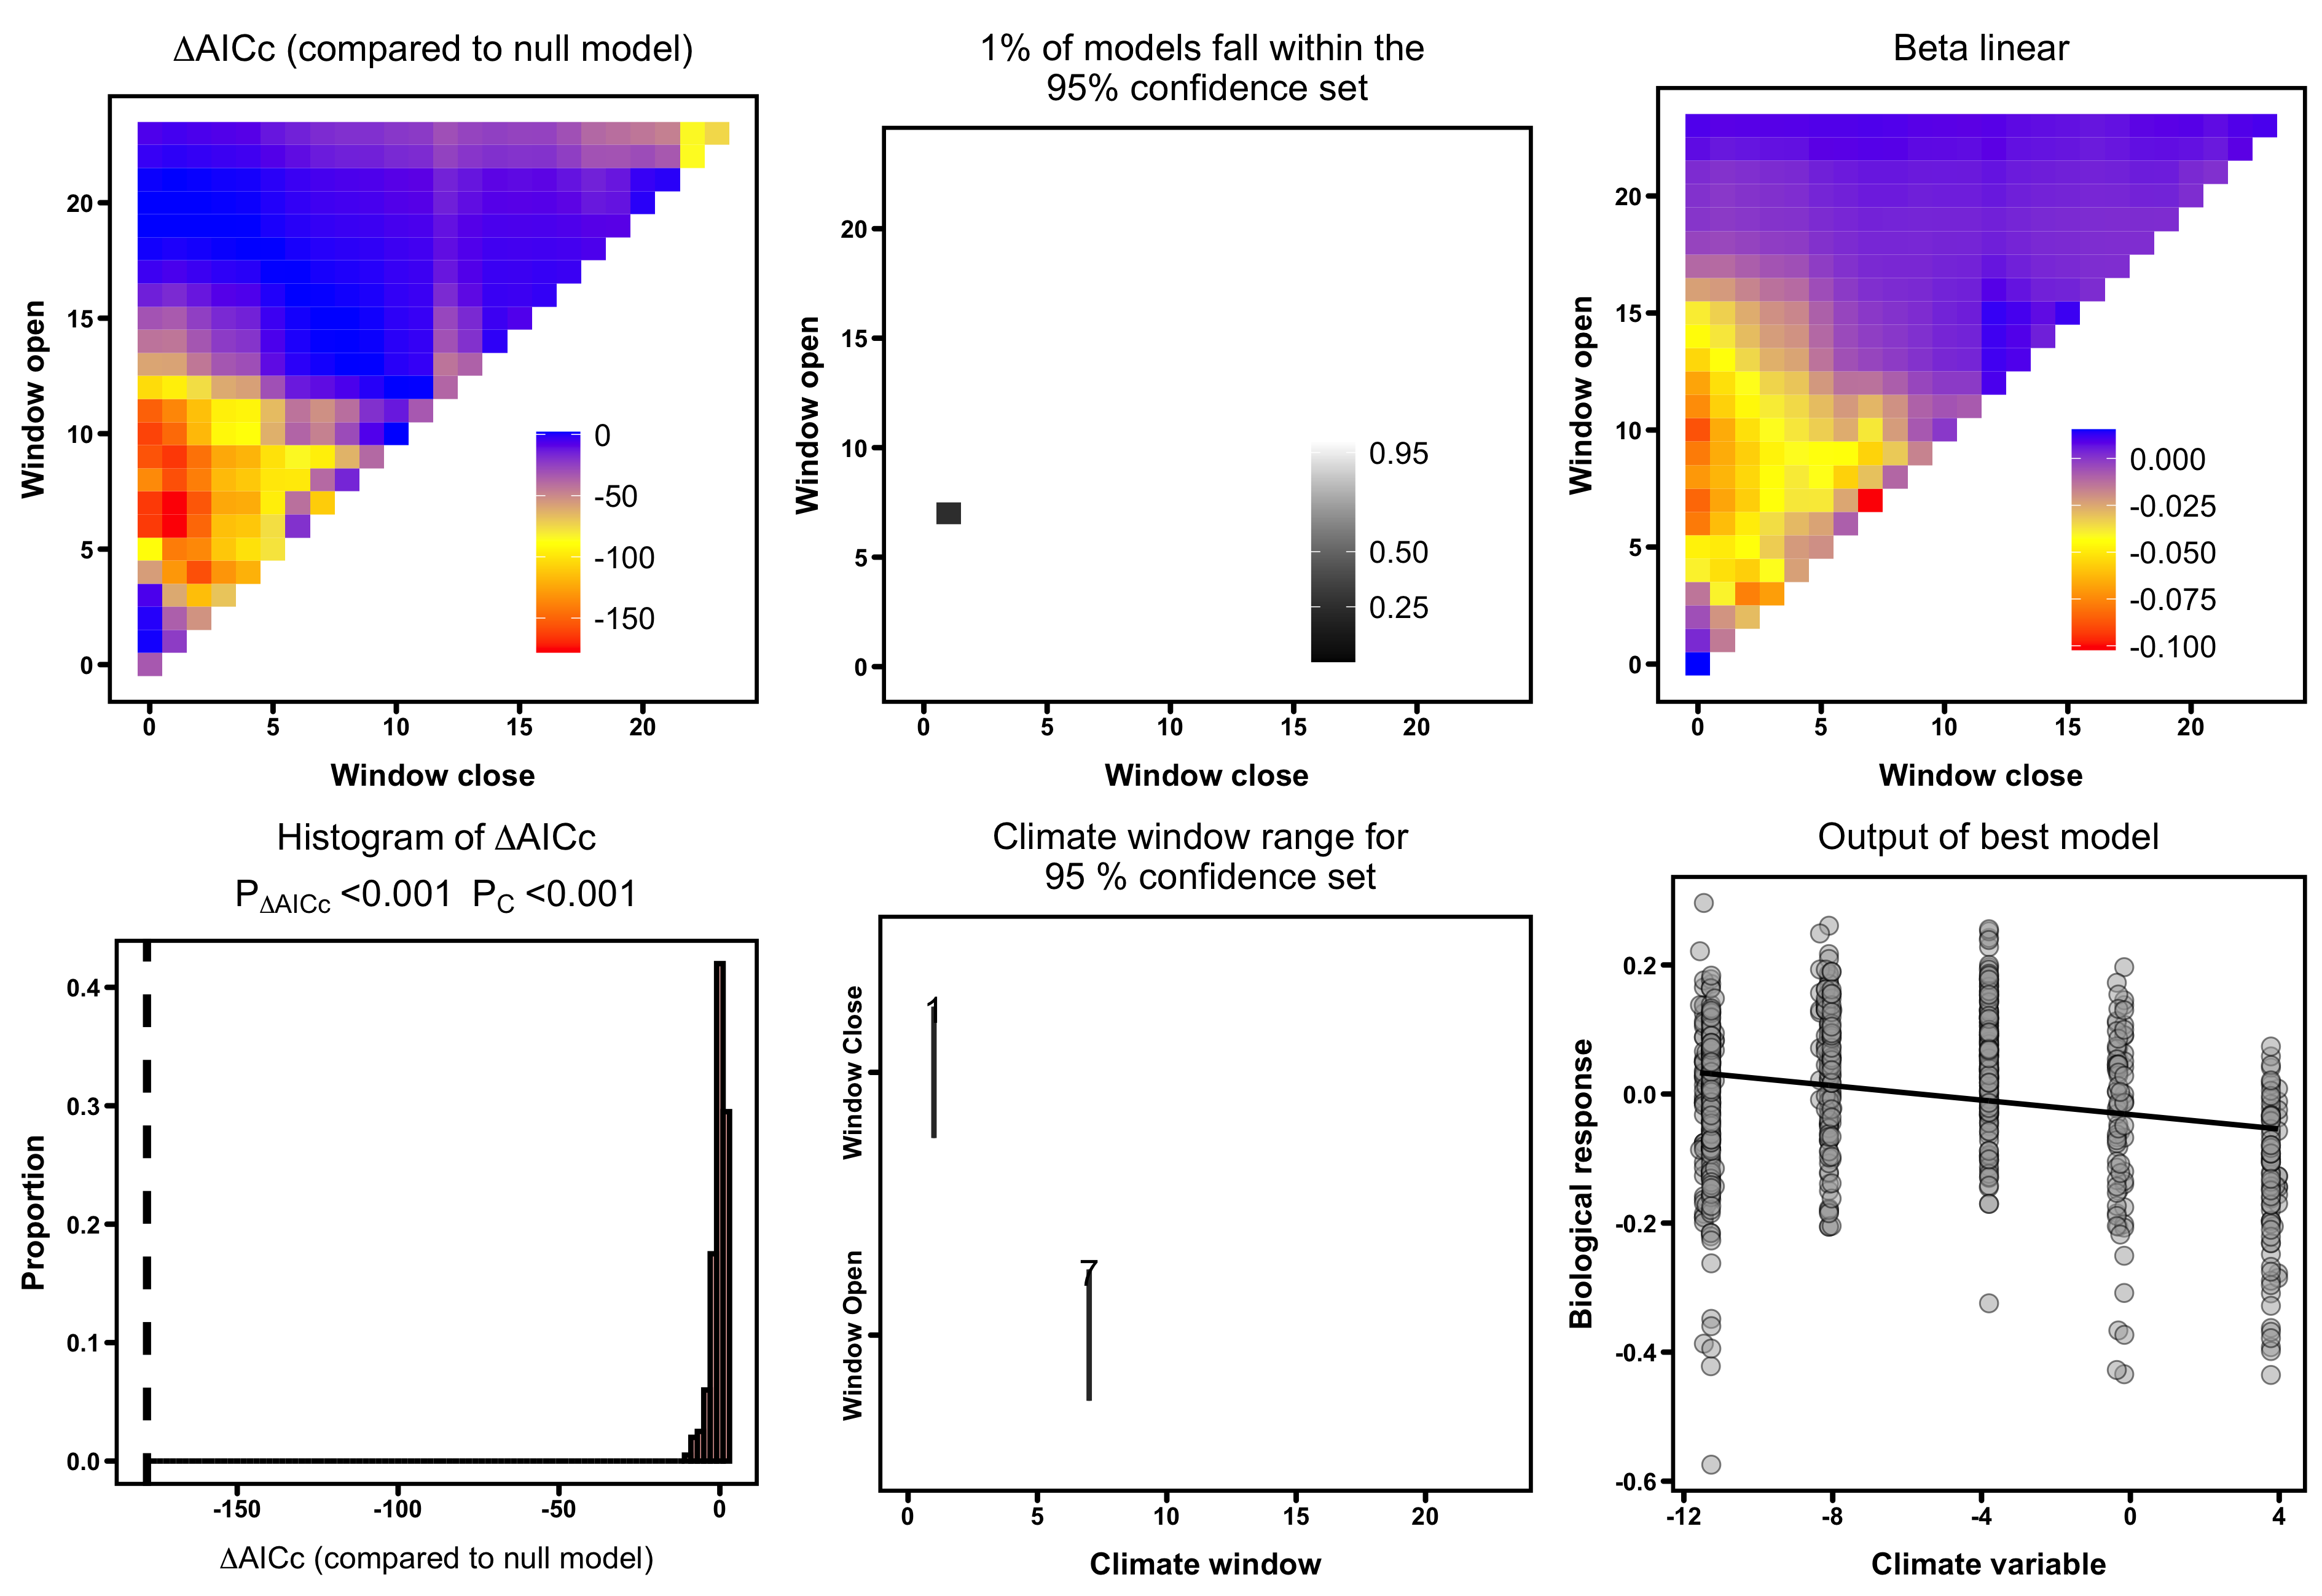 ΔAICc (compared to null model)
Window open
20
15
10
5
0
0
-50
-100
-150
0 5 10 15 20
Window close
1% of models fall within the
95% confidence set
Window open
20
15
10
5
0
0.95
0.50
0.25
0 5 10 15 20
Window close
Beta linear
Window open
20
15
10
5
0
0.000
-0.025
-0.050
-0.075
-0.100
0 5 10 15 20
Window close
Histogram of ΔAICc
PΔAICc <0.001 PC <0.001
Proportion
0.4
0.3
0.2
0.1
0.0
-150 -100 -50 0
ΔAICc (compared to null model)
Climate window range for
95 % confidence set
Window Close
Window Open
1
7
0 5 10 15 20
Climate window
Output of best model
Biological response
0.2
0.0
-0.2
-0.4
-0.6
-12 -8 -4 0 4
Climate variable